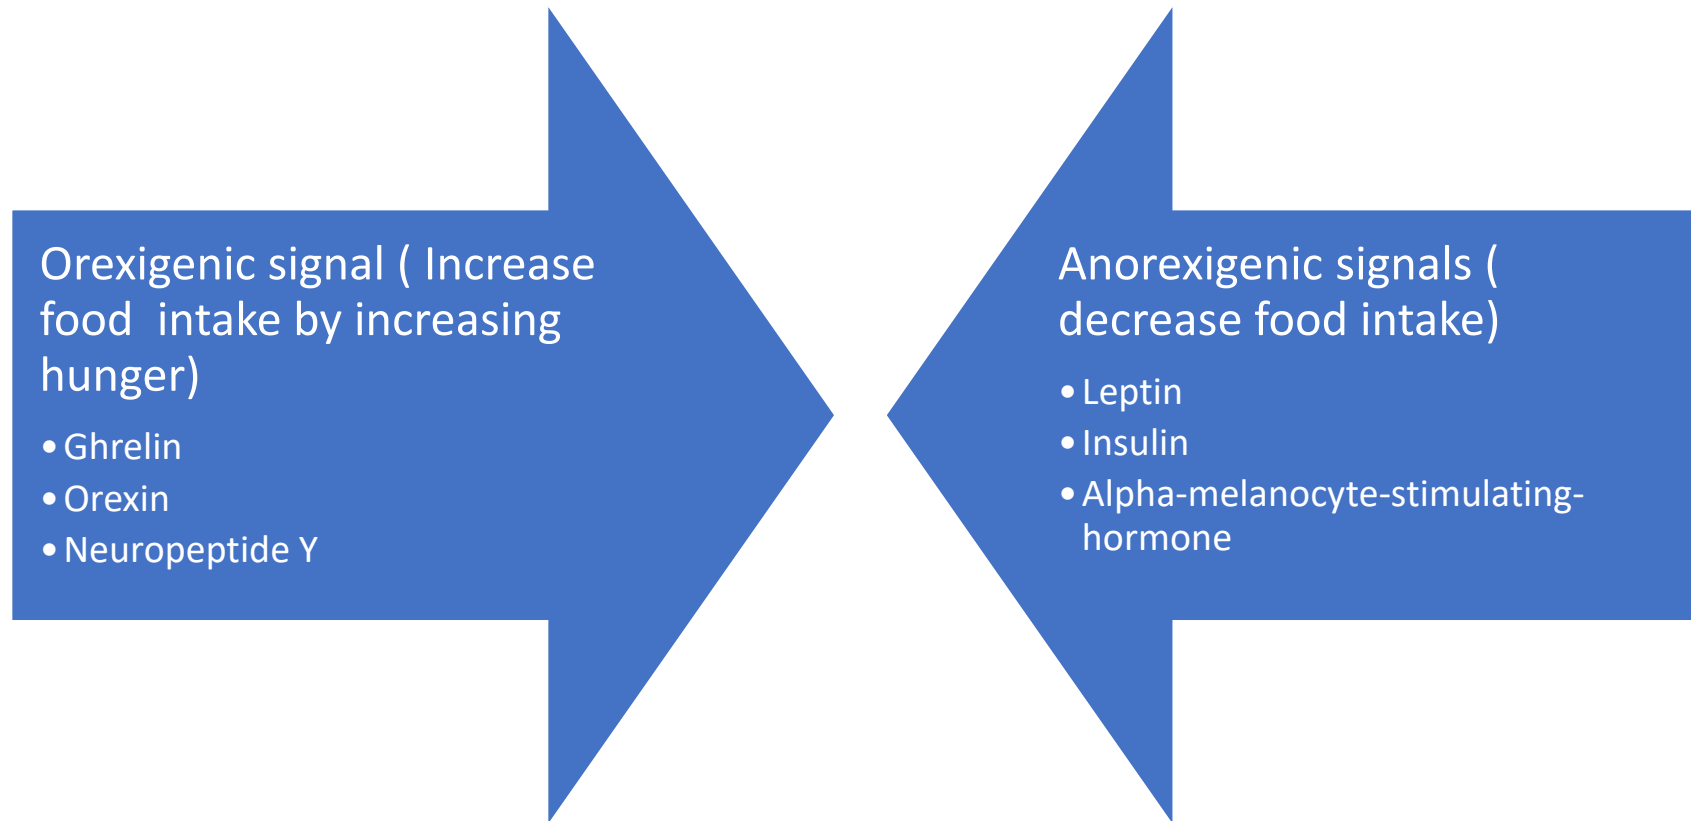 Orexigenic signal ( Increase
food  intake by increasing
hunger)
• Ghrelin
• Orexin
• Neuropeptide Y
Anorexigenic signals (
decrease food intake)
• Leptin
• Insulin
• Alpha-melanocyte-stimulating-
hormone